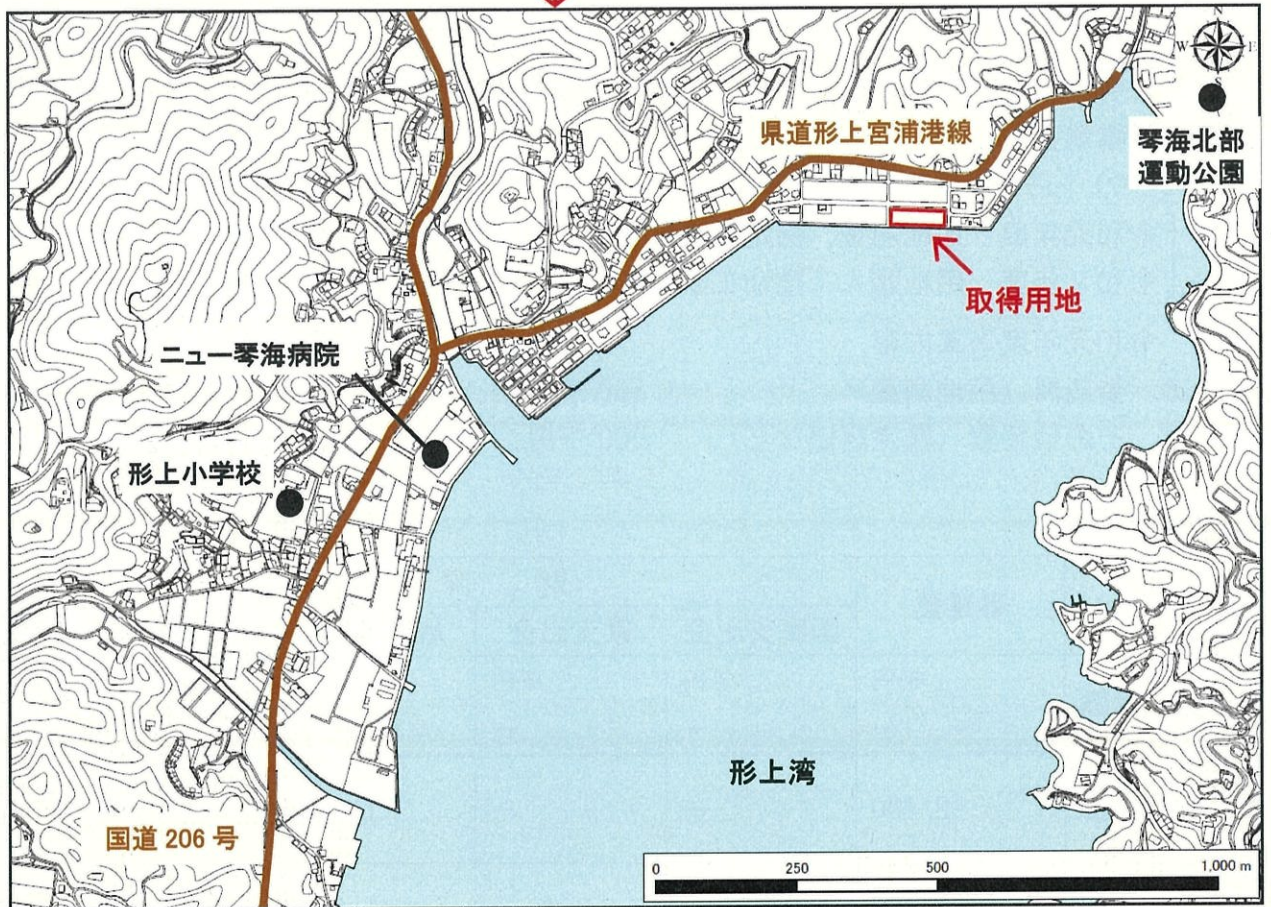 N
W
E
県道形上宮浦港線
琴海北部
運動公園
取得用地
ニュー琴海病院
形上小学校
形上湾
国道 206 号
0
250
500
1,000 m